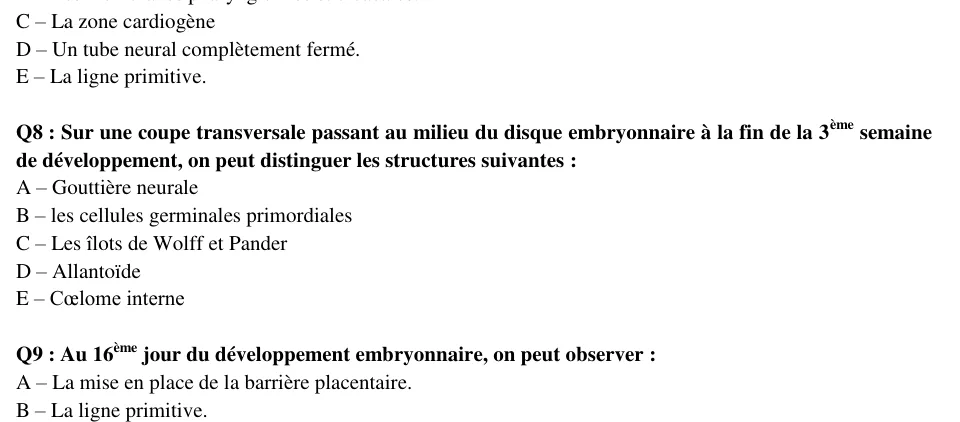 C – La zone cardiogène
D – Un tube neural complètement fermé.
E – La ligne primitive.
Q8 : Sur une coupe transversale passant au milieu du disque embryonnaire à la fin de la 3ème semaine
de développement, on peut distinguer les structures suivantes :
A – Gouttière neurale
B – les cellules germinales primordiales
C – Les îlots de Wolff et Pander
D – Allantoïde
E – Cœlome interne
Q9 : Au 16ème jour du développement embryonnaire, on peut observer :
A – La mise en place de la barrière placentaire.
B – La ligne primitive.